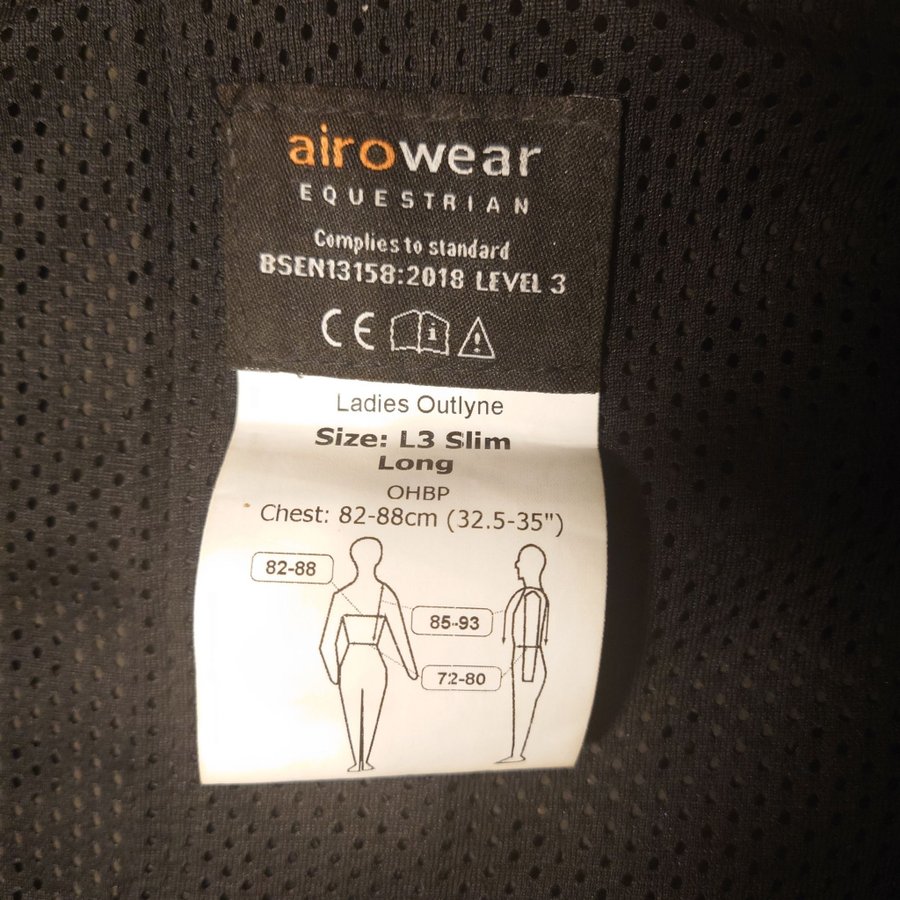 airowear
EQUESTRIAN
Complies to standard
BSEN13158:2018 LEVEL 3
CE
i
!
Ladies Outlyne
Size: L3 Slim
Long
OHBP
Chest: 82-88cm (32.5-35")
82-88
85-93
72-80